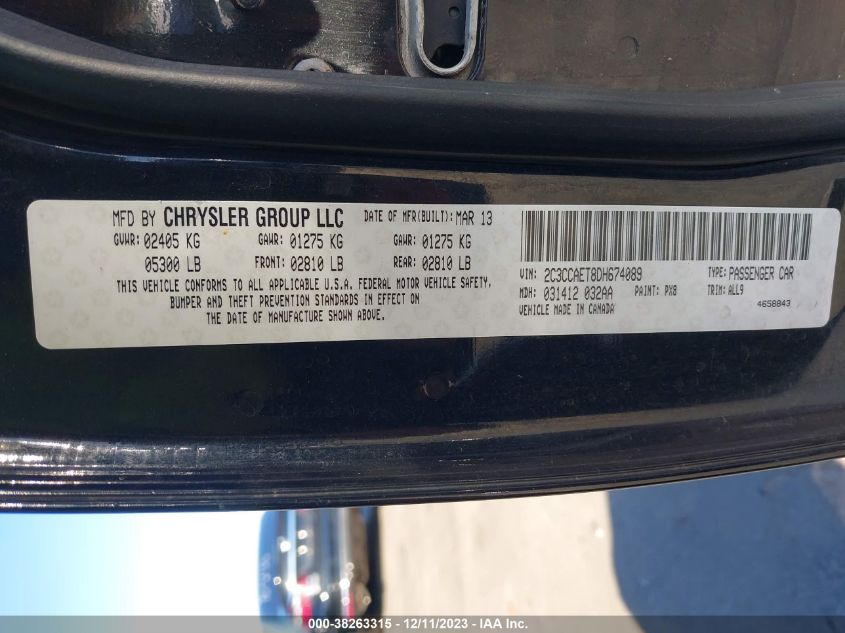 MFD BY CHRYSLER GROUP LLC DATE OF MFR(BUILT): MAR 13
GVWR: 02405 KG GAWR: 01275 KG GAWR: 01275 KG
05300 LB FRONT: 02810 LB REAR: 02810 LB
THIS VEHICLE CONFORMS TO ALL APPLICABLE U.S.A. FEDERAL MOTOR VEHICLE SAFETY,
BUMPER AND THEFT PREVENTION STANDARDS IN EFFECT ON
THE DATE OF MANUFACTURE SHOWN ABOVE.
VIN: 2C3CCAET8DH674089 TYPE: PASSENGER CAR
MDH: 031412 032AA PAINT: PX8 TRIM: ALL9
VEHICLE MADE IN CANADA 4658843
000-38263315 - 12/11/2023 - IAA Inc.